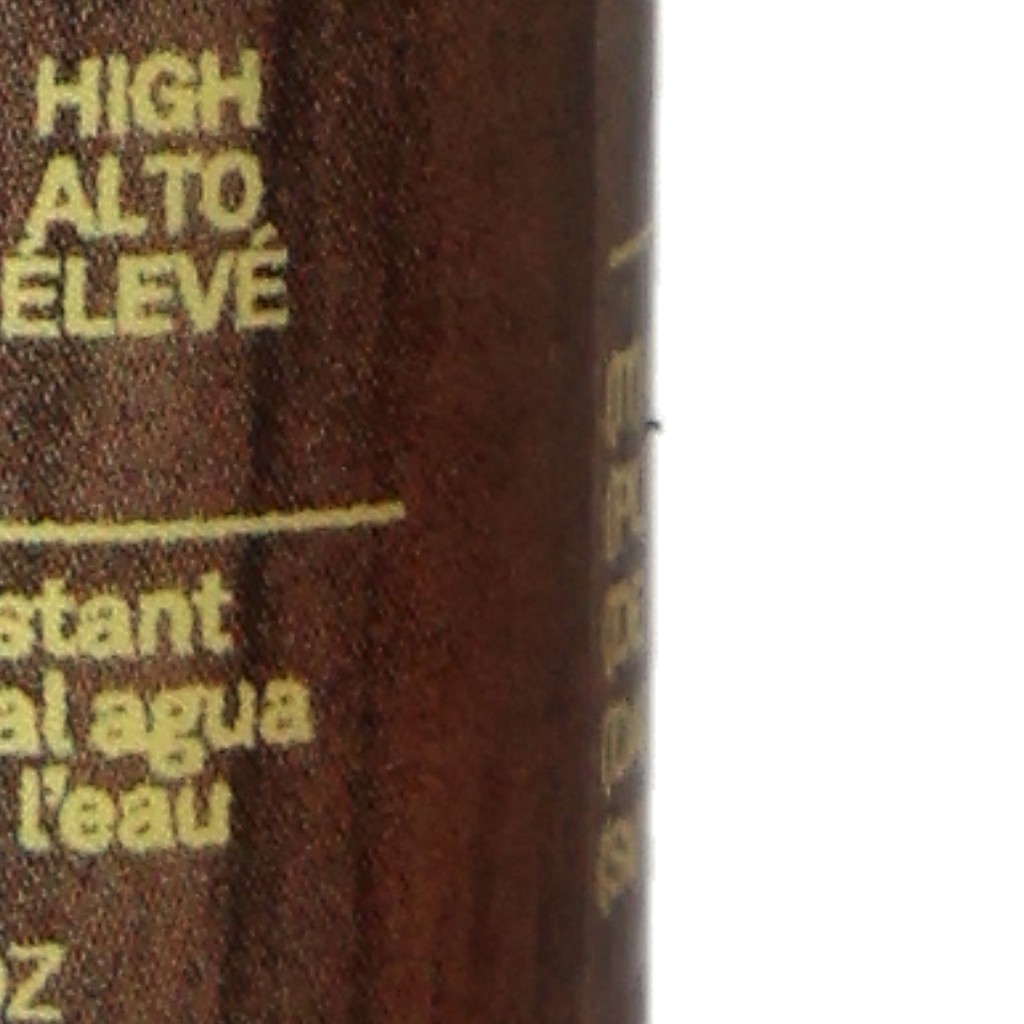 HIGH
ALTO
ÉLEVÉ
stant
al agua
l'eau
OZ